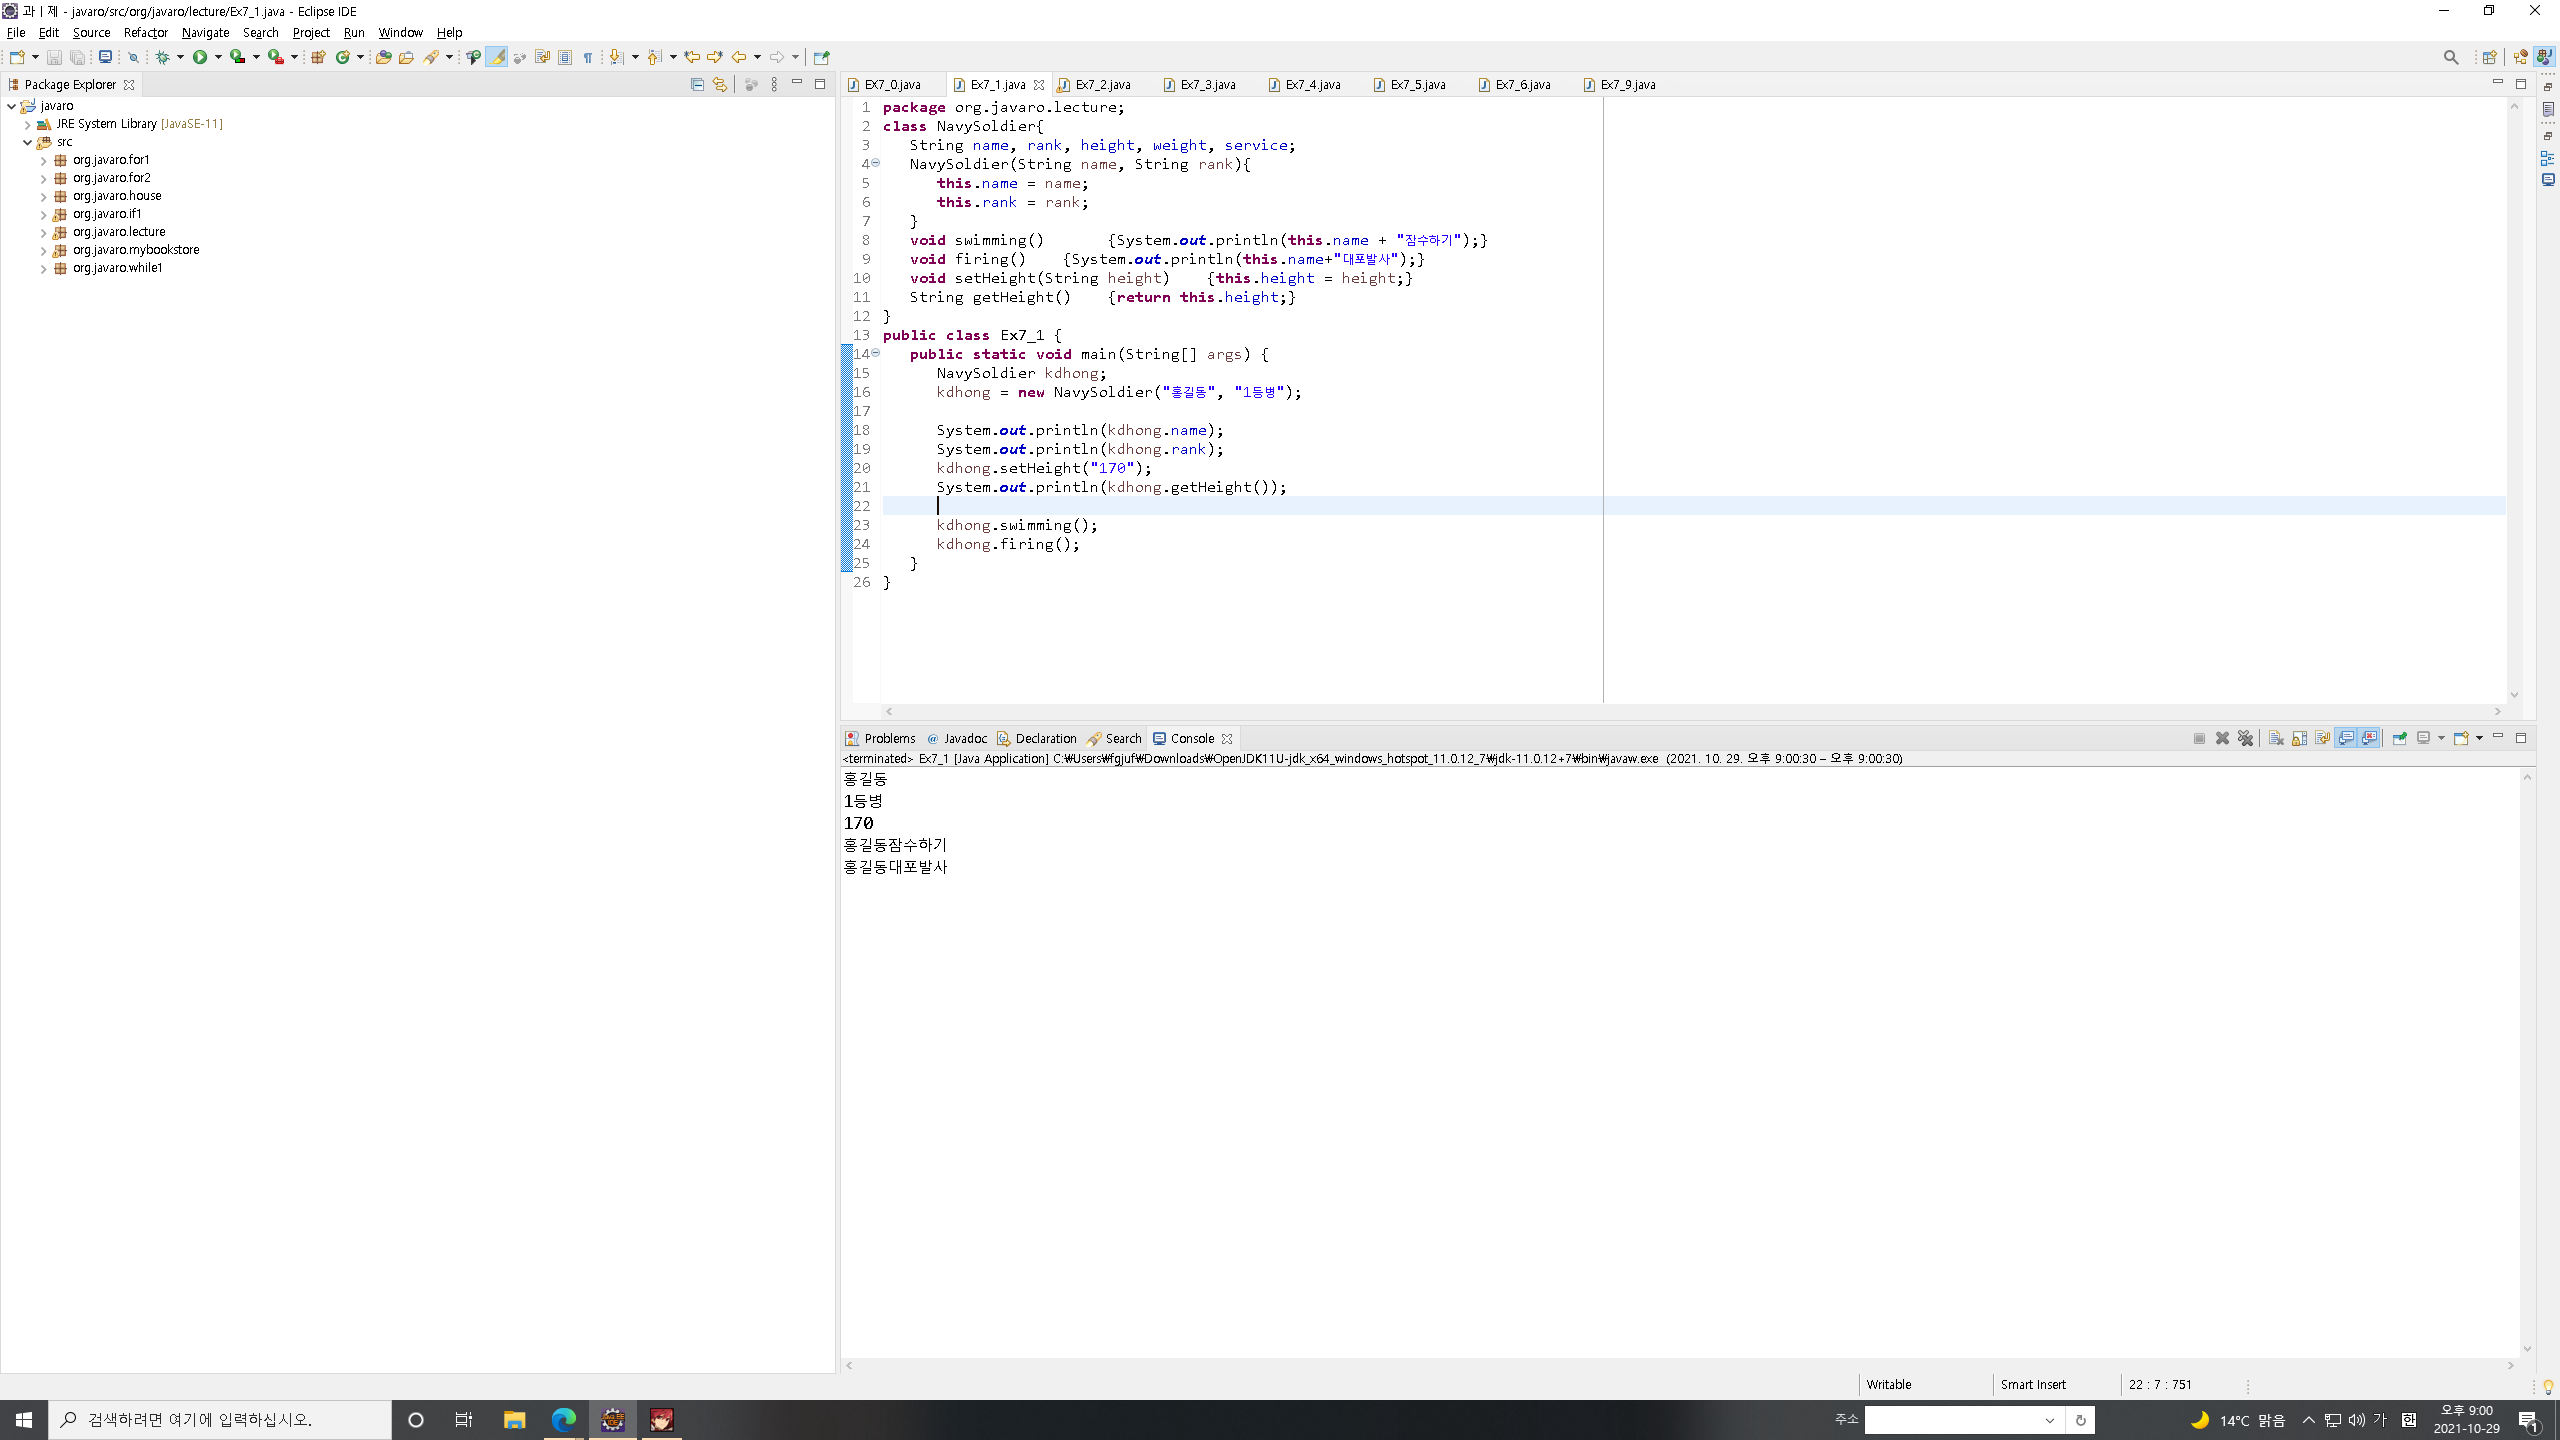 과ㅣ제 - javaro/src/org/javaro/lecture/Ex7_1.java - Eclipse IDE
File Edit Source Refactor Navigate Search Project Run Window Help
Package Explorer
javaro
JRE System Library [JavaSE-11]
src
org.javaro.for1
org.javaro.for2
org.javaro.house
org.javaro.if1
org.javaro.lecture
org.javaro.mybookstore
org.javaro.while1
Ex7_0.java Ex7_1.java Ex7_2.java Ex7_3.java Ex7_4.java Ex7_5.java Ex7_6.java Ex7_9.java
1 package org.javaro.lecture;
2 class NavySoldier{
3 String name, rank, height, weight, service;
4 NavySoldier(String name, String rank){
5 this.name = name;
6 this.rank = rank;
7 }
8 void swimming() {System.out.println(this.name + "잠수하기");}
9 void firing() {System.out.println(this.name+"대포발사");}
10 void setHeight(String height) {this.height = height;}
11 String getHeight() {return this.height;}
12 }
13 public class Ex7_1 {
14 public static void main(String[] args) {
15 NavySoldier kdhong;
16 kdhong = new NavySoldier("홍길동", "1등병");
17
18 System.out.println(kdhong.name);
19 System.out.println(kdhong.rank);
20 kdhong.setHeight("170");
21 System.out.println(kdhong.getHeight());
22
23 kdhong.swimming();
24 kdhong.firing();
25 }
26 }
Problems @ Javadoc Declaration Search Console
<terminated> Ex7_1 [Java Application] C:₩Users₩fgjuf₩Downloads₩OpenJDK11U-jdk_x64_windows_hotspot_11.0.12_7₩jdk-11.0.12+7₩bin₩javaw.exe (2021. 10. 29. 오후 9:00:30 – 오후 9:00:30)
홍길동
1등병
170
홍길동잠수하기
홍길동대포발사
Writable Smart Insert 22 : 7 : 751
검색하려면 여기에 입력하십시오.
주소
14°C 맑음
가
한
오후 9:00
2021-10-29
1